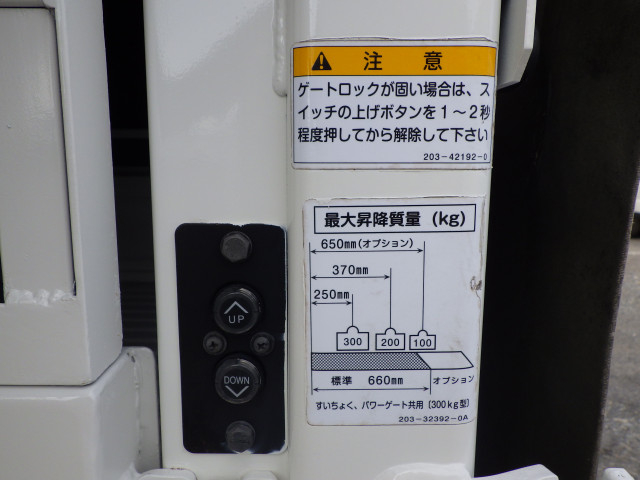 注意
ゲートロックが固い場合は、ス
イッチの上げボタンを1～2秒
程度押してから解除して下さい
203-42192-0
最大昇降質量 (kg)
650mm(オプション)
370mm
250mm
300 200 100
標準 660mm オプション
すいちょく、パワーゲート共用(300kg型)
203-32392-0A
UP
DOWN